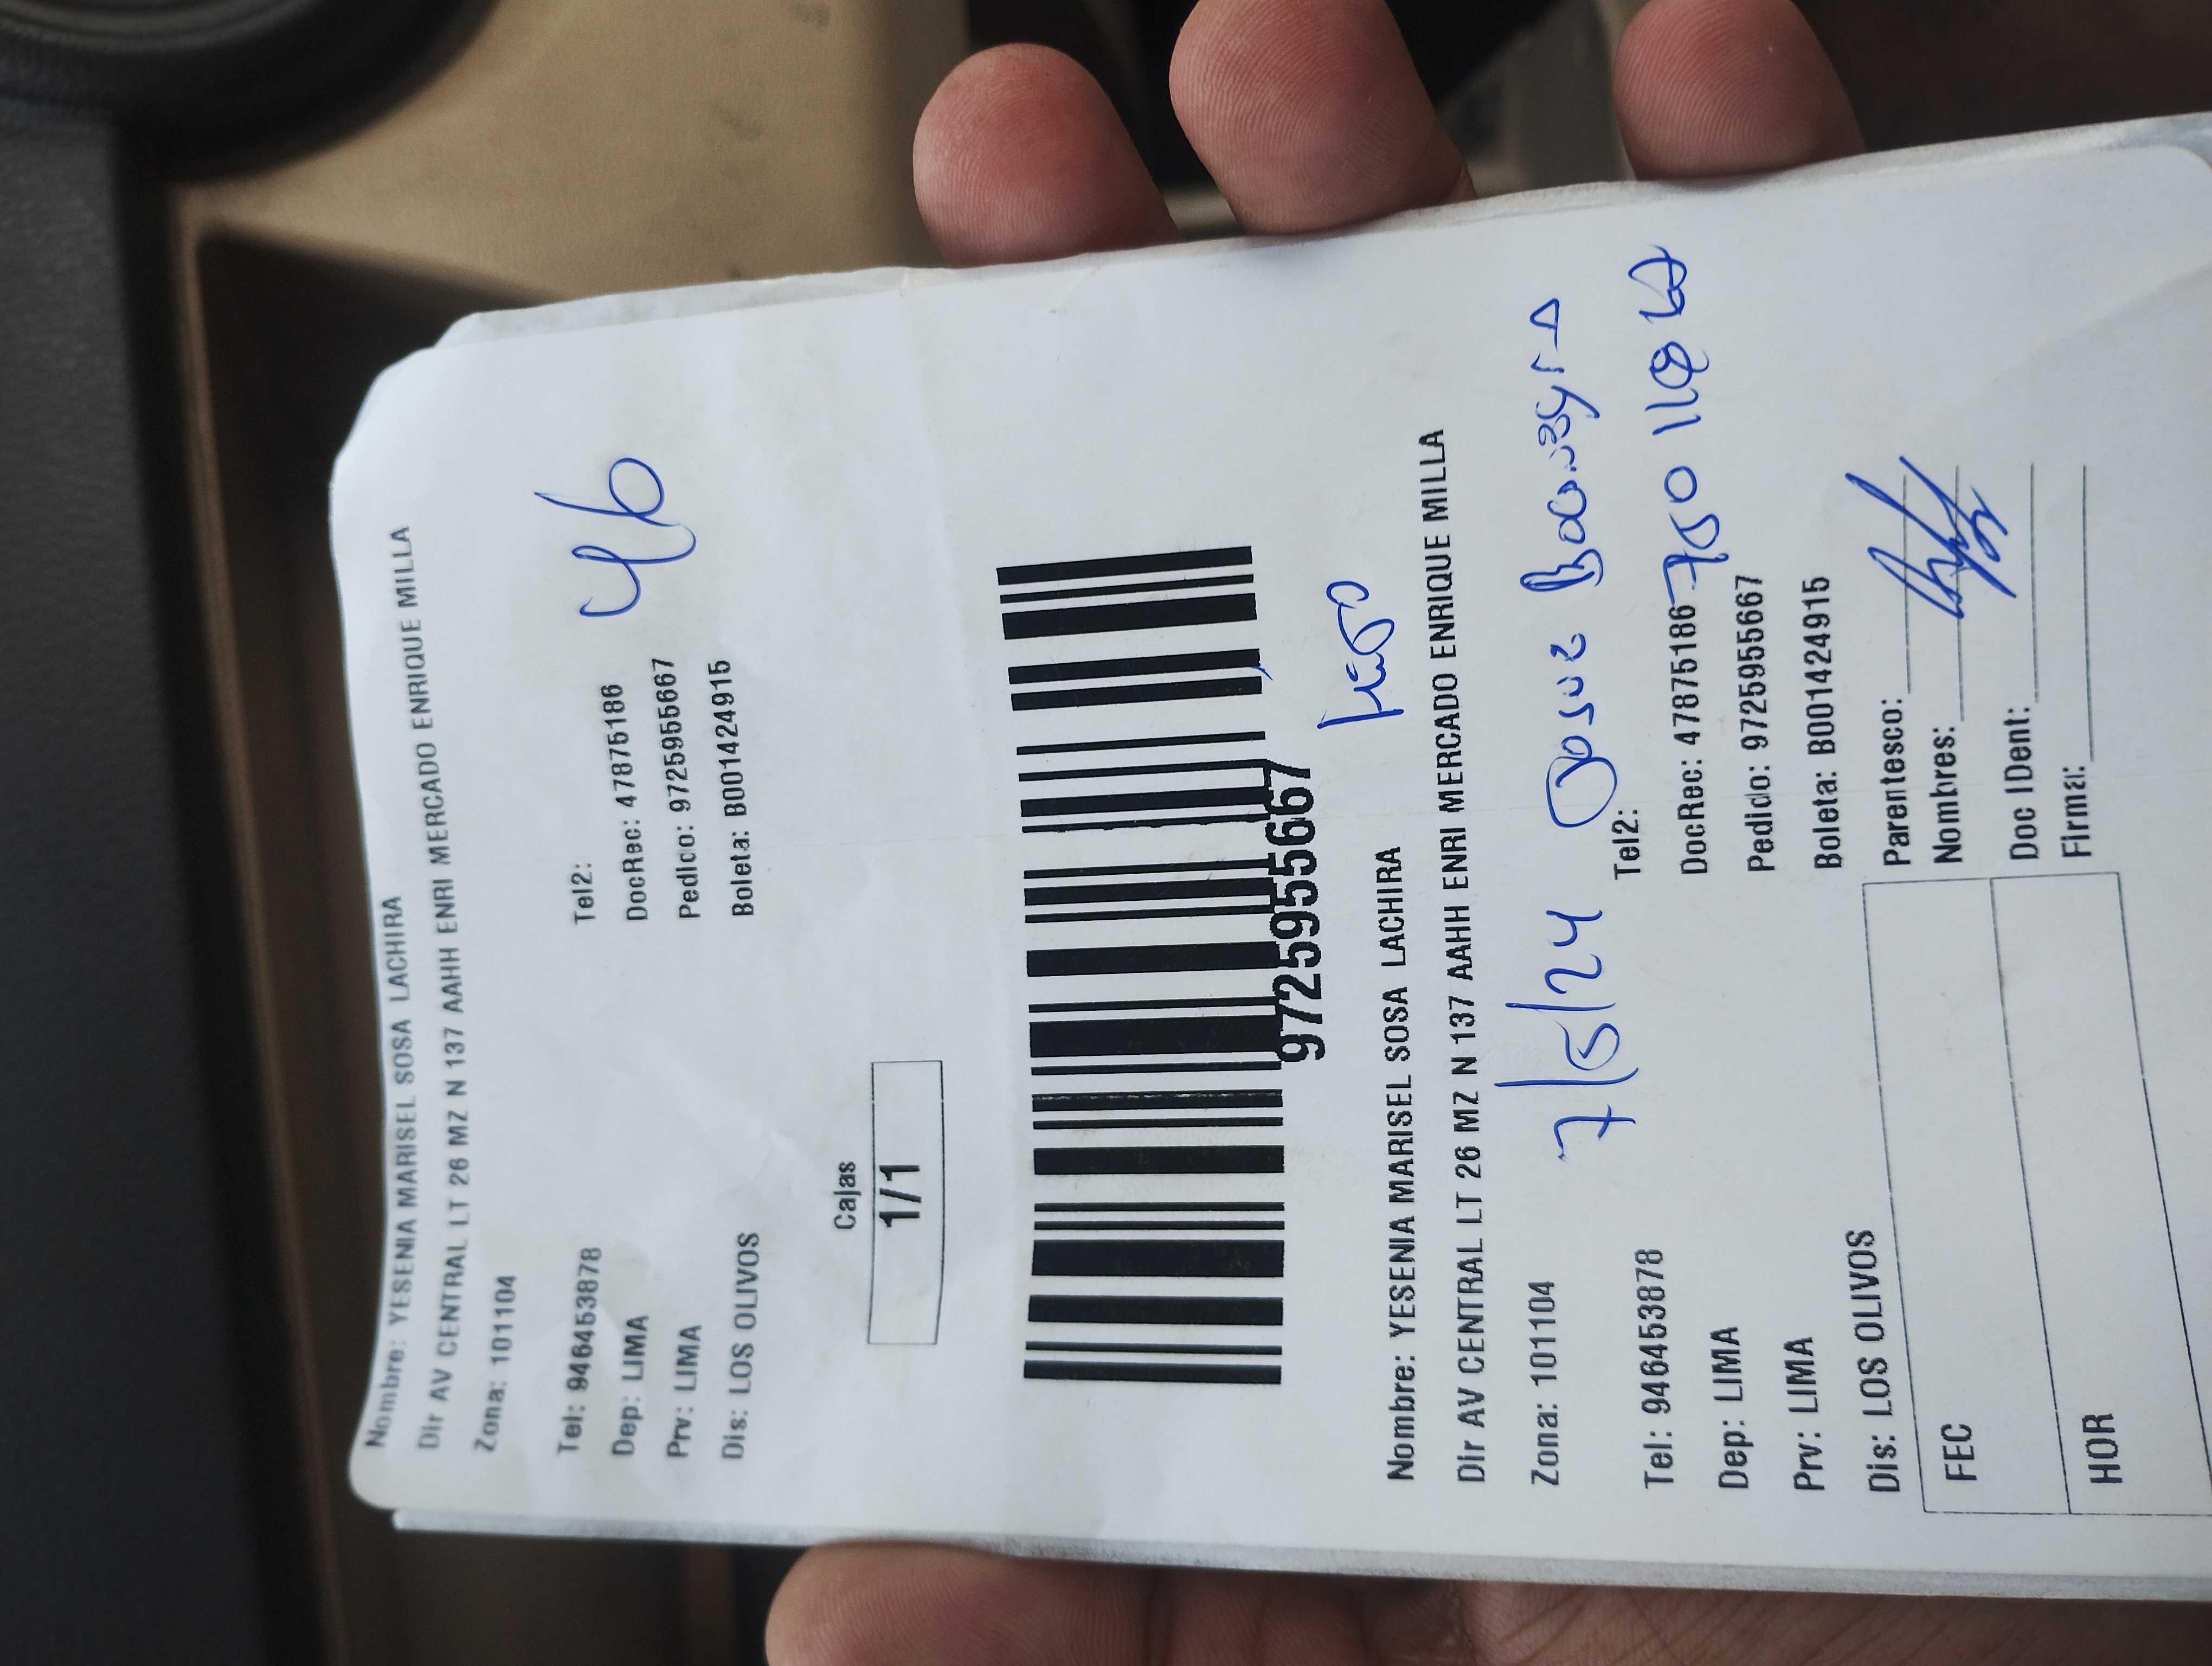 Nombre: YESENIA MARISEL SOSA LACHIRA
Dir AV CENTRAL LT 26 MZ N 137 AAHH ENRI MERCADO ENRIQUE MILLA
Zona: 101104
Tel: 946453878 Tel2:
Dep: LIMA DocRec: 47875186
Prv: LIMA Pedido: 9725955667
Dis: LOS OLIVOS Boleta: B001424915
46
Cajas
1/1
9725955667
Nombre: YESENIA MARISEL SOSA LACHIRA
Dir AV CENTRAL LT 26 MZ N 137 AAHH ENRI MERCADO ENRIQUE MILLA
Zona: 101104 7/5/24
Tel: 946453878 Tel2:
Dep: LIMA DocRec: 47875186
Prv: LIMA Pedido: 9725955667
Dis: LOS OLIVOS Boleta: B001424915
FEC Parentesco:
Nombres:
HOR Doc IDent:
Firma: